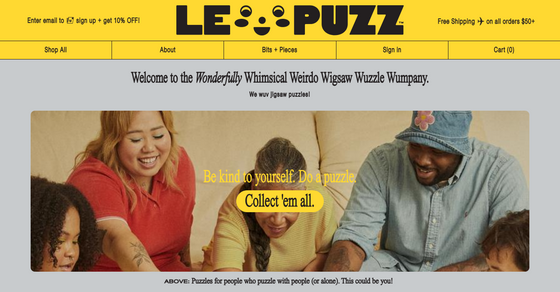 Enter email to sign up + get 10% OFF!
LE PUZZ™
Free Shipping on all orders $50+
Shop All
About
Bits + Pieces
Sign in
Cart (0)
Welcome to the Wonderfully Whimsical Weirdo Wigsaw Wuzzle Wumpany.
We wuv jigsaw puzzles!
Be kind to yourself. Do a puzzle.
Collect 'em all.
ABOVE: Puzzles for people who puzzle with people (or alone). This could be you!